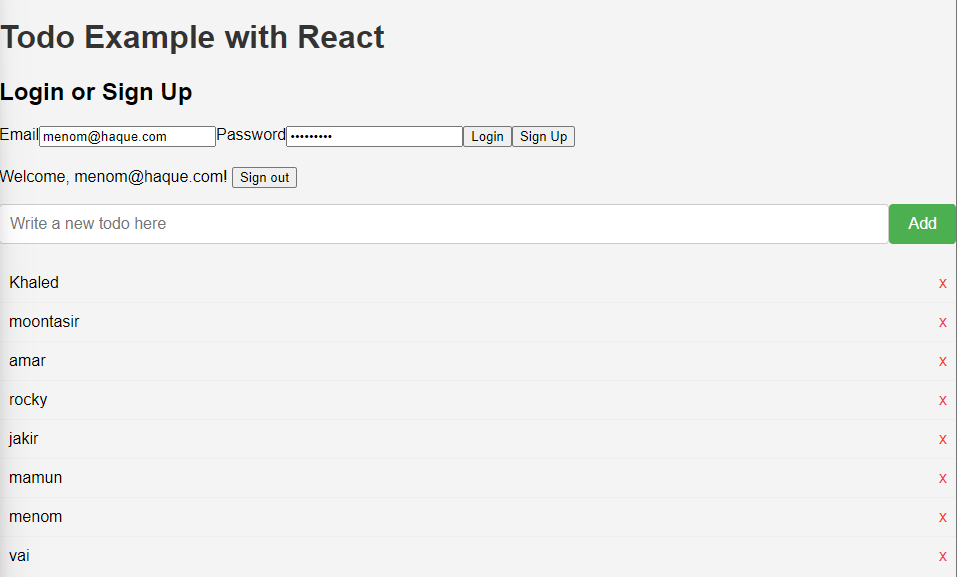 Todo Example with React
Login or Sign Up
Email menom@haque.com Password ••••••••• Login Sign Up
Welcome, menom@haque.com! Sign out
Write a new todo here Add
Khaled x
moontasir x
amar x
rocky x
jakir x
mamun x
menom x
vai x